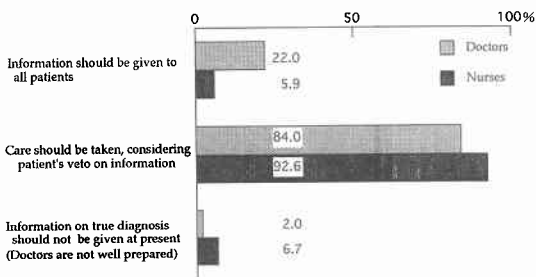 0 50 100%
Doctors
Nurses
Information should be given to
all patients
22.0
5.9
Care should be taken, considering
patient's veto on information
84.0
92.6
Information on true diagnosis
should not be given at present
(Doctors are not well prepared)
2.0
6.7